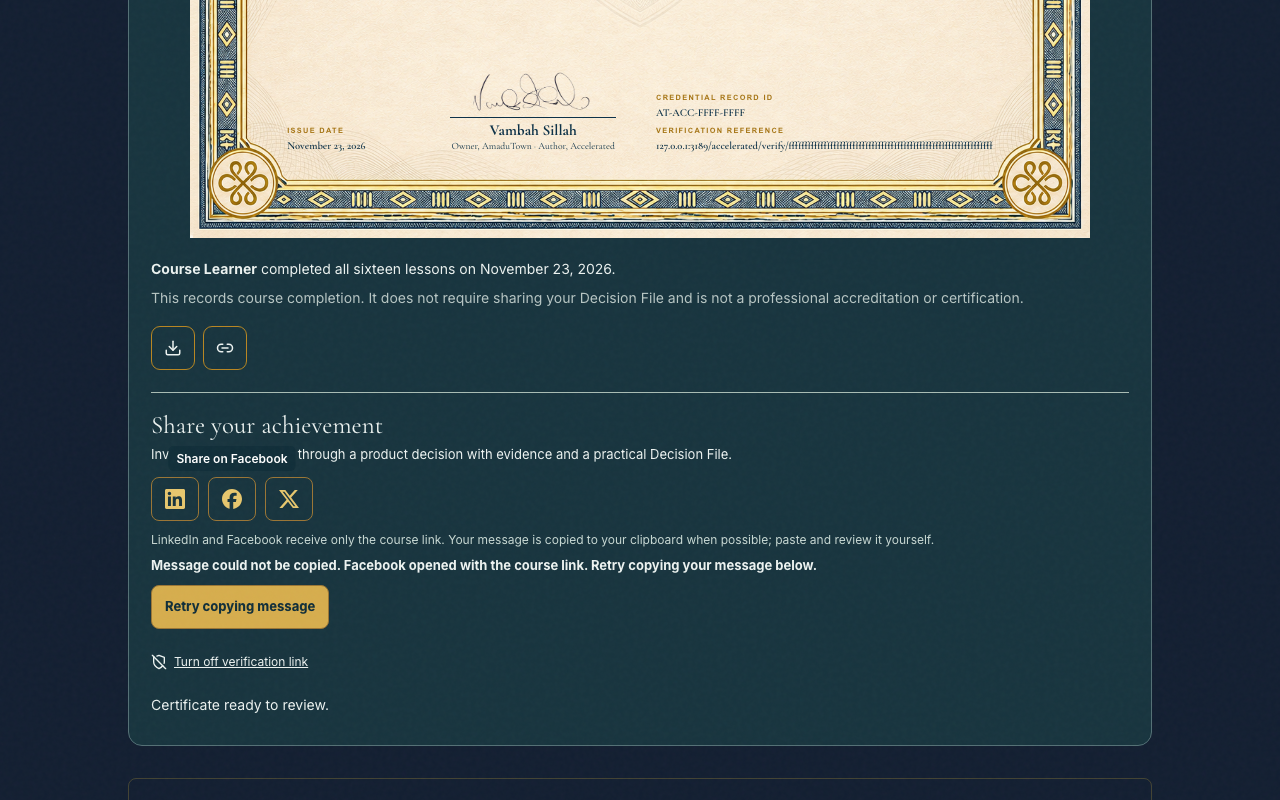 CREDENTIAL RECORD ID
AT-ACC-FFFF-FFFF
ISSUE DATE
November 23, 2026
Vambah Sillah
Owner, AmaduTown · Author, Accelerated
VERIFICATION REFERENCE
Course Learner completed all sixteen lessons on November 23, 2026.
This records course completion. It does not require sharing your Decision File and is not a professional accreditation or certification.
Share your achievement
through a product decision with evidence and a practical Decision File.
Share on Facebook
LinkedIn and Facebook receive only the course link. Your message is copied to your clipboard when possible; paste and review it yourself.
Message could not be copied. Facebook opened with the course link. Retry copying your message below.
Retry copying message
Turn off verification link
Certificate ready to review.